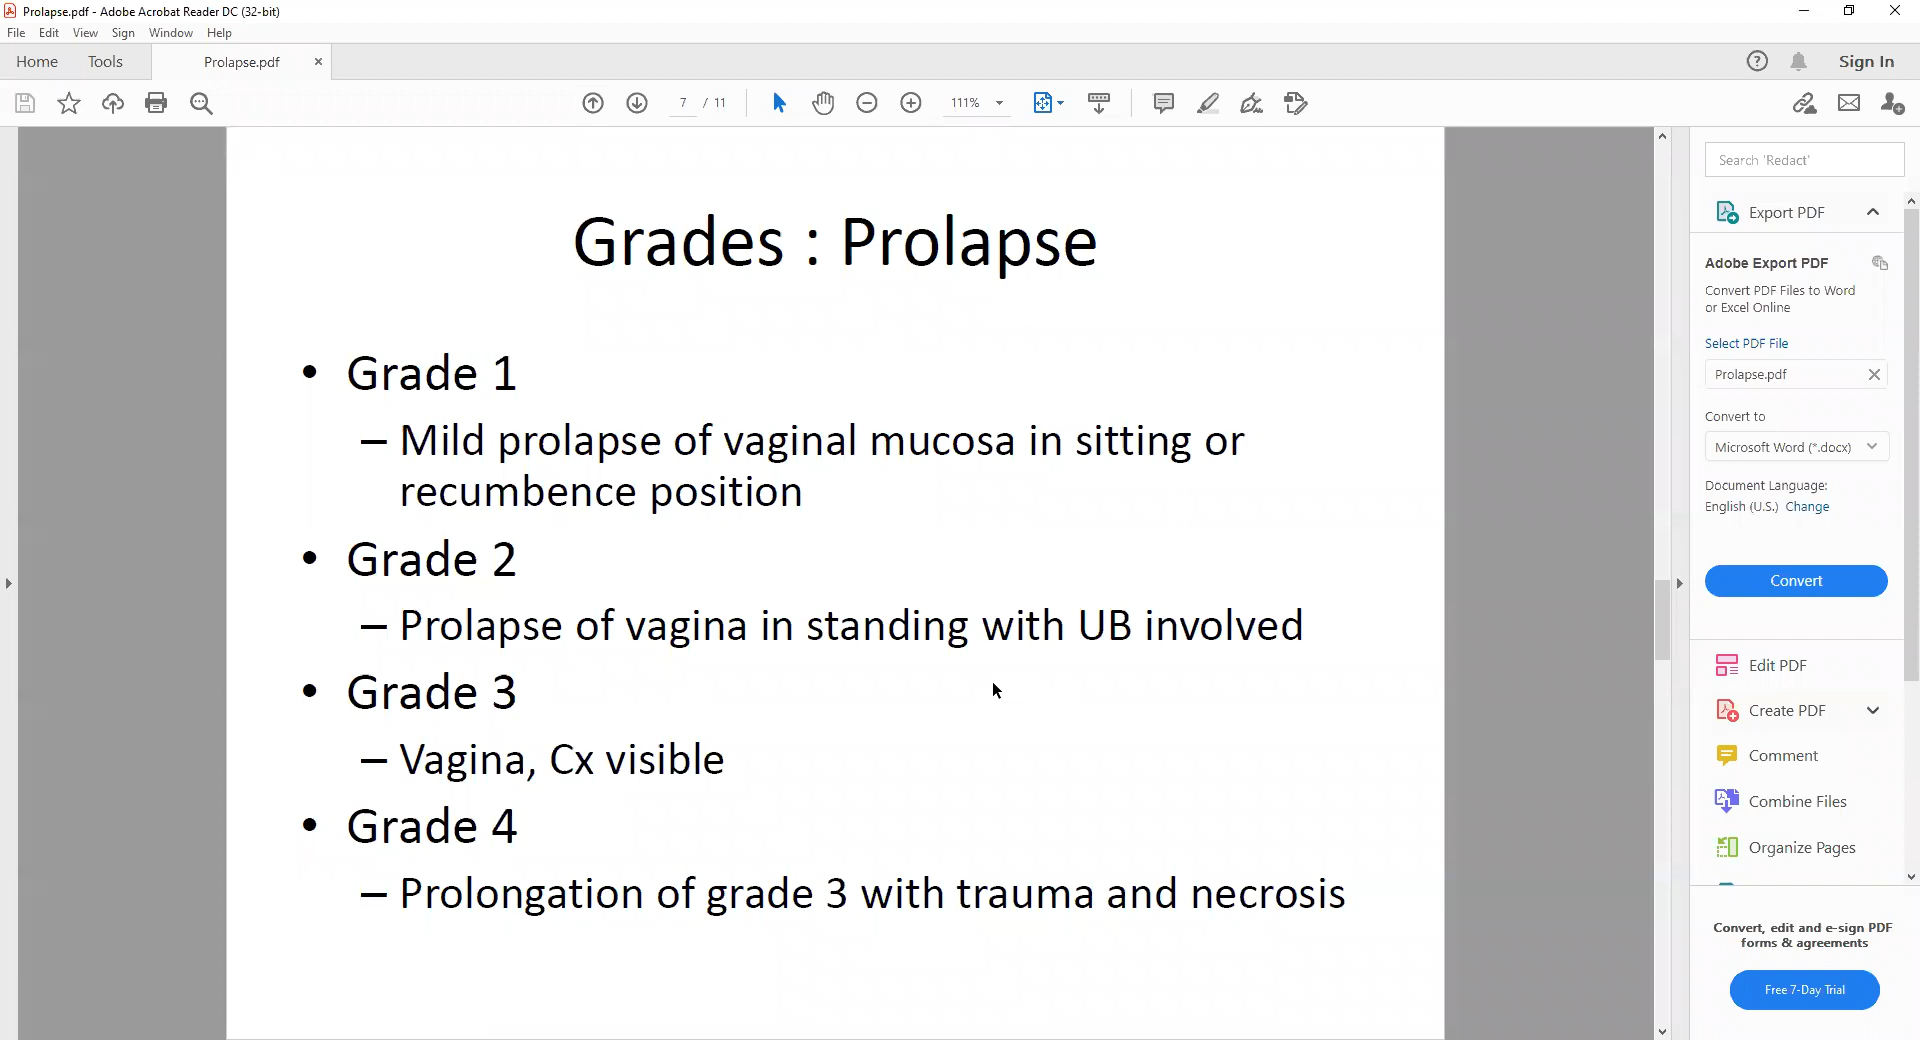 Prolapse.pdf - Adobe Acrobat Reader DC (32-bit)
File Edit View Sign Window Help
Home Tools Prolapse.pdf Sign In
7 / 11 111%
Grades : Prolapse
• Grade 1
– Mild prolapse of vaginal mucosa in sitting or
recumbence position
• Grade 2
– Prolapse of vagina in standing with UB involved
• Grade 3
– Vagina, Cx visible
• Grade 4
– Prolongation of grade 3 with trauma and necrosis
Search 'Redact'
Export PDF
Adobe Export PDF
Convert PDF Files to Word
or Excel Online
Select PDF File
Prolapse.pdf
Convert to
Microsoft Word (*.docx)
Document Language:
English (U.S.) Change
Convert
Edit PDF
Create PDF
Comment
Combine Files
Organize Pages
Convert, edit and e-sign PDF
forms & agreements
Free 7-Day Trial